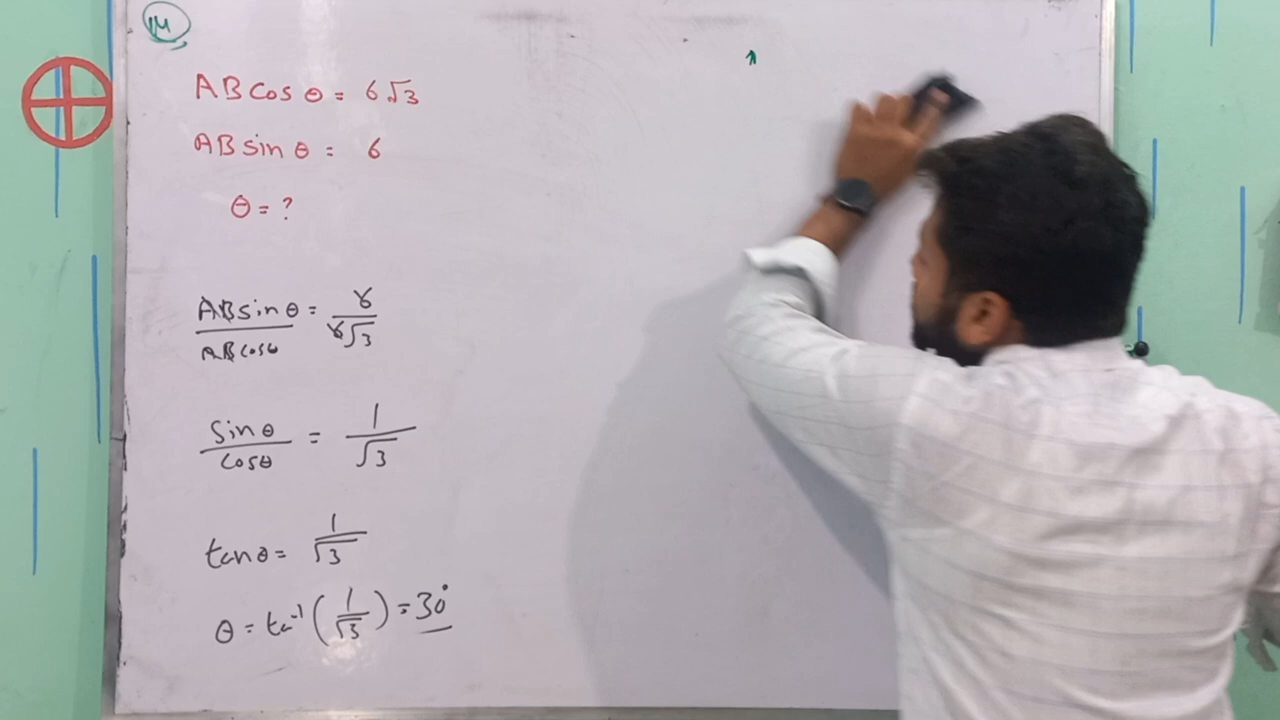 14
AB cos θ = 6√3
AB sin θ = 6
θ = ?
AB sin θ / AB cos θ = 6 / 6√3
sin θ / cos θ = 1 / √3
tan θ = 1 / √3
θ = tan⁻¹ (1 / √3) = 30°